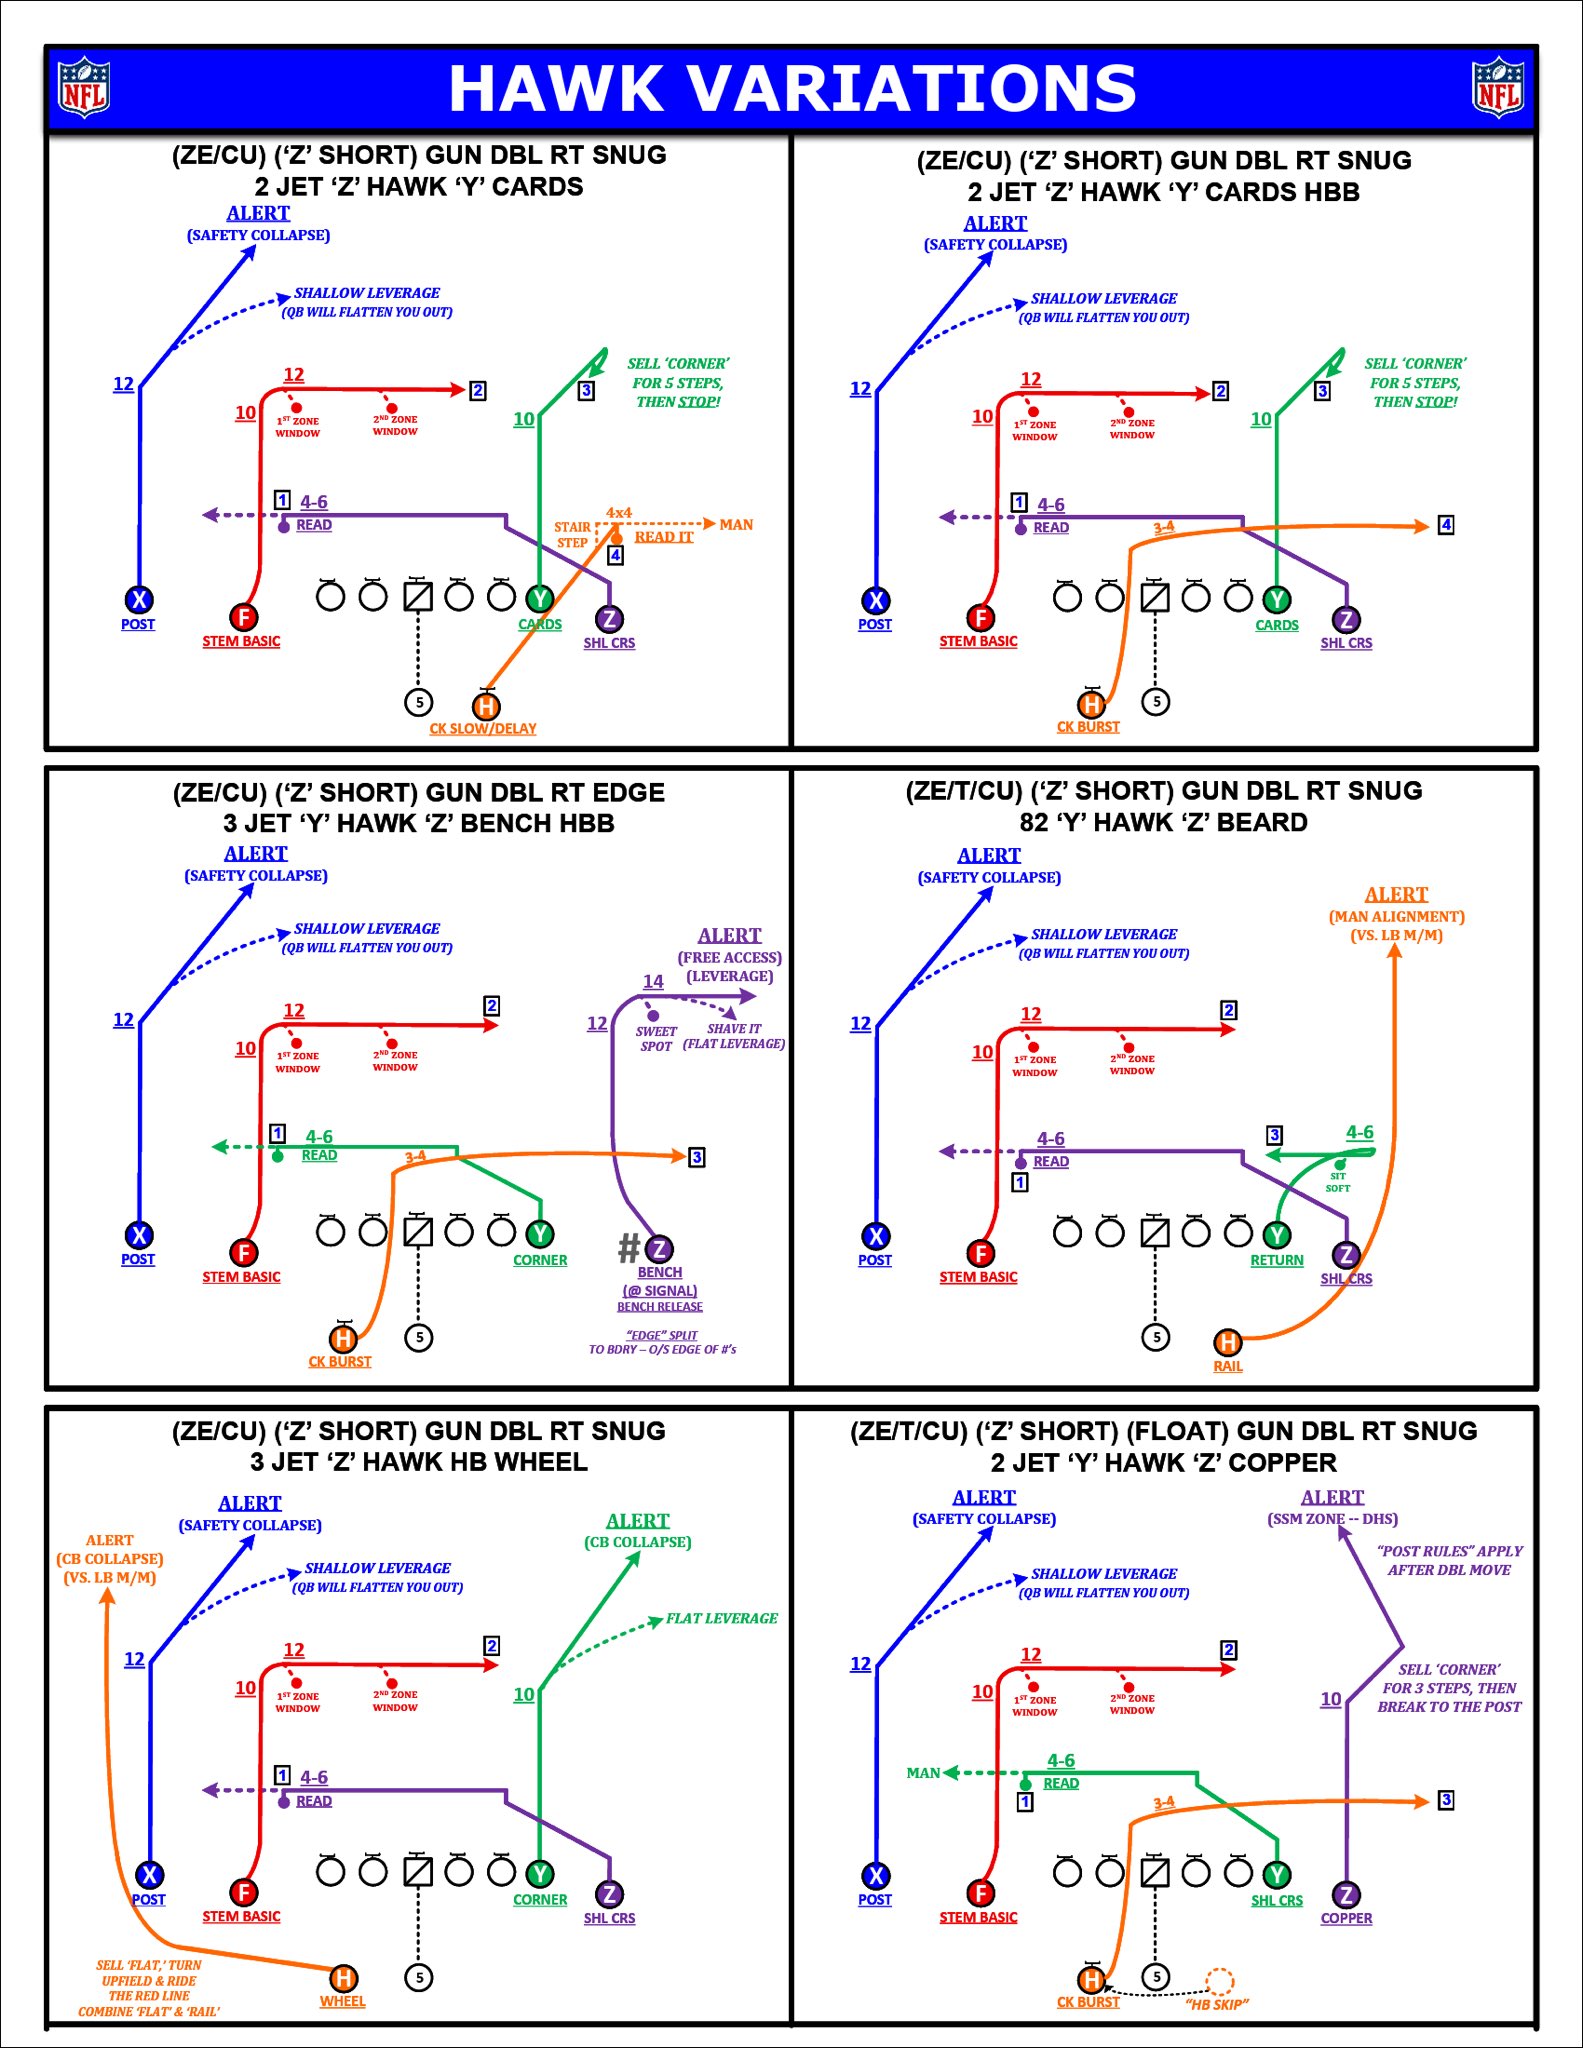 NFL
HAWK VARIATIONS
NFL
(ZE/CU) (‘Z’ SHORT) GUN DBL RT SNUG
2 JET ‘Z’ HAWK ‘Y’ CARDS
ALERT
(SAFETY COLLAPSE)
SHALLOW LEVERAGE
(QB WILL FLATTEN YOU OUT)
12
12
10
2
1ST ZONE
WINDOW
2ND ZONE
WINDOW
10
3
SELL ‘CORNER’
FOR 5 STEPS,
THEN STOP!
1
4-6
READ
STAIR
STEP
4x4
MAN
READ IT
4
X
POST
F
STEM BASIC
Y
CARDS
Z
SHL CRS
5
H
CK SLOW/DELAY
(ZE/CU) (‘Z’ SHORT) GUN DBL RT SNUG
2 JET ‘Z’ HAWK ‘Y’ CARDS HBB
ALERT
(SAFETY COLLAPSE)
SHALLOW LEVERAGE
(QB WILL FLATTEN YOU OUT)
12
12
10
2
1ST ZONE
WINDOW
2ND ZONE
WINDOW
10
3
SELL ‘CORNER’
FOR 5 STEPS,
THEN STOP!
1
4-6
READ
3-4
4
X
POST
F
STEM BASIC
Y
CARDS
Z
SHL CRS
H
CK BURST
5
(ZE/CU) (‘Z’ SHORT) GUN DBL RT EDGE
3 JET ‘Y’ HAWK ‘Z’ BENCH HBB
ALERT
(SAFETY COLLAPSE)
SHALLOW LEVERAGE
(QB WILL FLATTEN YOU OUT)
ALERT
(FREE ACCESS)
(LEVERAGE)
14
12
SWEET
SPOT
SHAVE IT
(FLAT LEVERAGE)
12
12
10
2
1ST ZONE
WINDOW
2ND ZONE
WINDOW
1
4-6
READ
3-4
3
X
POST
F
STEM BASIC
Y
CORNER
# Z
BENCH
(@ SIGNAL)
BENCH RELEASE
“EDGE” SPLIT
TO BDRY – O/S EDGE OF #’s
H
CK BURST
5
(ZE/T/CU) (‘Z’ SHORT) GUN DBL RT SNUG
82 ‘Y’ HAWK ‘Z’ BEARD
ALERT
(SAFETY COLLAPSE)
SHALLOW LEVERAGE
(QB WILL FLATTEN YOU OUT)
ALERT
(MAN ALIGNMENT)
(VS. LB M/M)
12
12
10
2
1ST ZONE
WINDOW
2ND ZONE
WINDOW
4-6
READ
1
3
4-6
SIT
SOFT
X
POST
F
STEM BASIC
Y
RETURN
Z
SHL CRS
5
H
RAIL
(ZE/CU) (‘Z’ SHORT) GUN DBL RT SNUG
3 JET ‘Z’ HAWK HB WHEEL
ALERT
(SAFETY COLLAPSE)
ALERT
(CB COLLAPSE)
(VS. LB M/M)
SHALLOW LEVERAGE
(QB WILL FLATTEN YOU OUT)
ALERT
(CB COLLAPSE)
FLAT LEVERAGE
12
12
10
2
1ST ZONE
WINDOW
2ND ZONE
WINDOW
10
1
4-6
READ
X
POST
F
STEM BASIC
Y
CORNER
Z
SHL CRS
SELL ‘FLAT,’ TURN
UPFIELD & RIDE
THE RED LINE
COMBINE ‘FLAT’ & ‘RAIL’
H
WHEEL
5
(ZE/T/CU) (‘Z’ SHORT) (FLOAT) GUN DBL RT SNUG
2 JET ‘Y’ HAWK ‘Z’ COPPER
ALERT
(SAFETY COLLAPSE)
SHALLOW LEVERAGE
(QB WILL FLATTEN YOU OUT)
ALERT
(SSM ZONE -- DHS)
“POST RULES” APPLY
AFTER DBL MOVE
SELL ‘CORNER’
FOR 3 STEPS, THEN
BREAK TO THE POST
12
12
10
2
1ST ZONE
WINDOW
2ND ZONE
WINDOW
10
MAN
4-6
READ
1
3-4
3
X
POST
F
STEM BASIC
Y
SHL CRS
Z
COPPER
H
CK BURST
5
“HB SKIP”